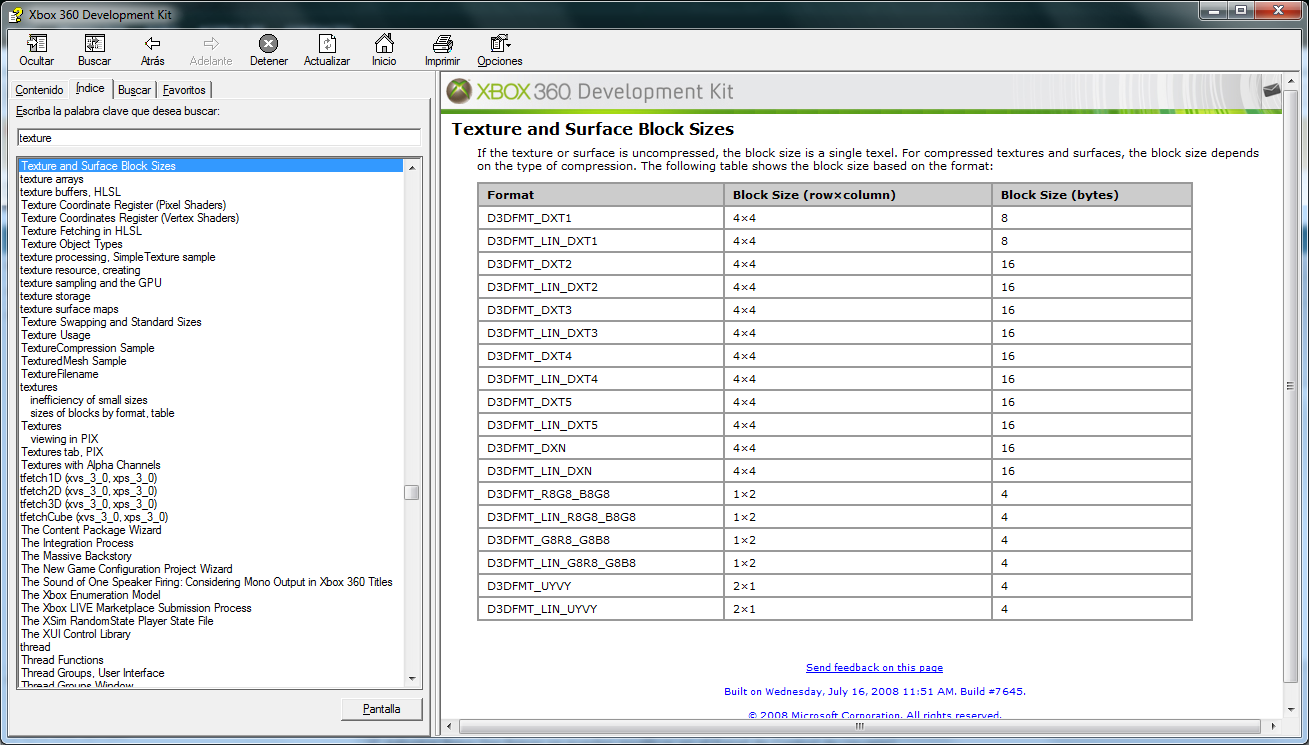 Xbox 360 Development Kit
Ocultar Buscar Atrás Adelante Detener Actualizar Inicio Imprimir Opciones
Contenido Índice Buscar Favoritos
Escriba la palabra clave que desea buscar:
texture
Texture and Surface Block Sizes
texture arrays
texture buffers, HLSL
Texture Coordinate Register (Pixel Shaders)
Texture Coordinates Register (Vertex Shaders)
Texture Fetching in HLSL
Texture Object Types
texture processing, SimpleTexture sample
texture resource, creating
texture sampling and the GPU
texture storage
texture surface maps
Texture Swapping and Standard Sizes
Texture Usage
TextureCompression Sample
TexturedMesh Sample
TextureFilename
textures
inefficiency of small sizes
sizes of blocks by format, table
Textures
viewing in PIX
Textures tab, PIX
Textures with Alpha Channels
tfetch1D (xvs_3_0, xps_3_0)
tfetch2D (xvs_3_0, xps_3_0)
tfetch3D (xvs_3_0, xps_3_0)
tfetchCube (xvs_3_0, xps_3_0)
The Content Package Wizard
The Integration Process
The Massive Backstory
The New Game Configuration Project Wizard
The Sound of One Speaker Firing: Considering Mono Output in Xbox 360 Titles
The Xbox Enumeration Model
The Xbox LIVE Marketplace Submission Process
The XSim RandomState Player State File
The XUI Control Library
thread
Thread Functions
Thread Groups, User Interface
Thread Groups Window
Pantalla
XBOX 360 Development Kit
Texture and Surface Block Sizes
If the texture or surface is uncompressed, the block size is a single texel. For compressed textures and surfaces, the block size depends
on the type of compression. The following table shows the block size based on the format:
Format Block Size (row×column) Block Size (bytes)
D3DFMT_DXT1 4×4 8
D3DFMT_LIN_DXT1 4×4 8
D3DFMT_DXT2 4×4 16
D3DFMT_LIN_DXT2 4×4 16
D3DFMT_DXT3 4×4 16
D3DFMT_LIN_DXT3 4×4 16
D3DFMT_DXT4 4×4 16
D3DFMT_LIN_DXT4 4×4 16
D3DFMT_DXT5 4×4 16
D3DFMT_LIN_DXT5 4×4 16
D3DFMT_DXN 4×4 16
D3DFMT_LIN_DXN 4×4 16
D3DFMT_R8G8_B8G8 1×2 4
D3DFMT_LIN_R8G8_B8G8 1×2 4
D3DFMT_G8R8_G8B8 1×2 4
D3DFMT_LIN_G8R8_G8B8 1×2 4
D3DFMT_UYVY 2×1 4
D3DFMT_LIN_UYVY 2×1 4
Send feedback on this page
Built on Wednesday, July 16, 2008 11:51 AM. Build #7645.
© 2008 Microsoft Corporation. All rights reserved.